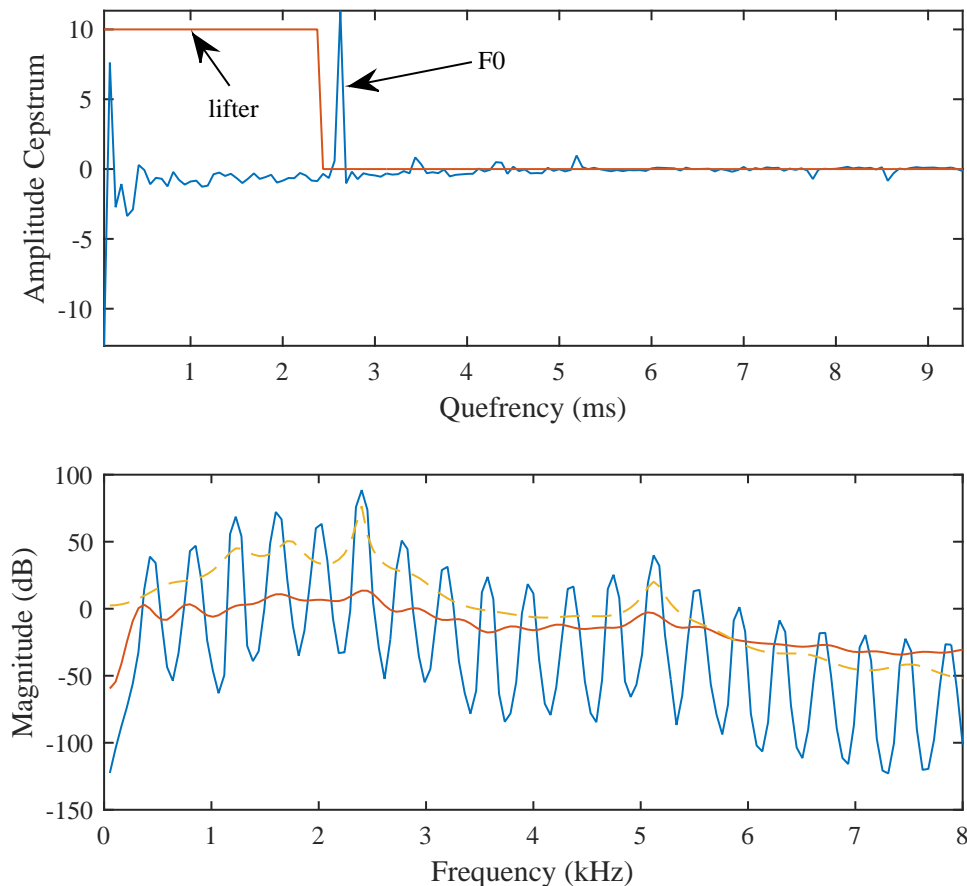 10
5
0
-5
-10
Amplitude Cepstrum
F0
lifter
1 2 3 4 5 6 7 8 9
Quefrency (ms)
100
50
0
-50
-100
-150
Magnitude (dB)
0 1 2 3 4 5 6 7 8
Frequency (kHz)